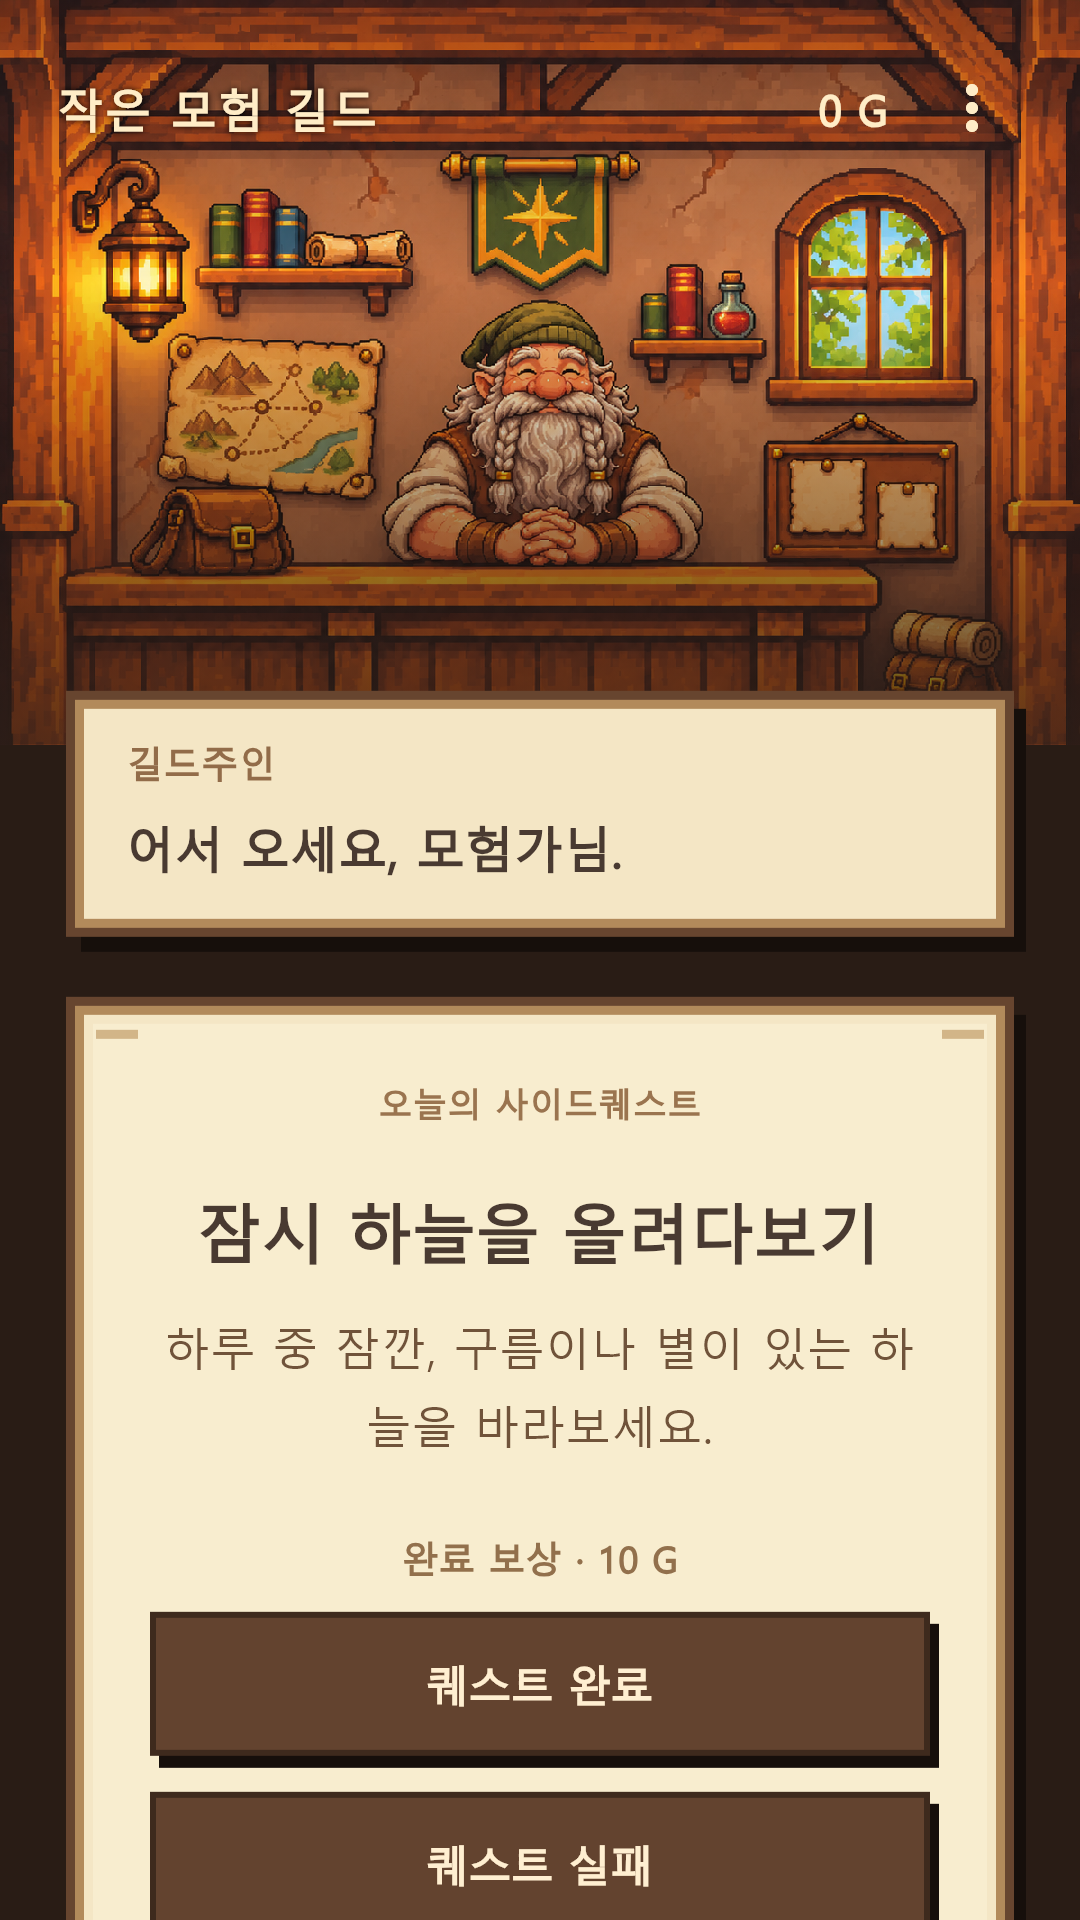 작은 모험 길드
0 G
길드주인
어서 오세요, 모험가님.
오늘의 사이드퀘스트
잠시 하늘을 올려다보기
하루 중 잠깐, 구름이나 별이 있는 하
늘을 바라보세요.
완료 보상 · 10 G
퀘스트 완료
퀘스트 실패